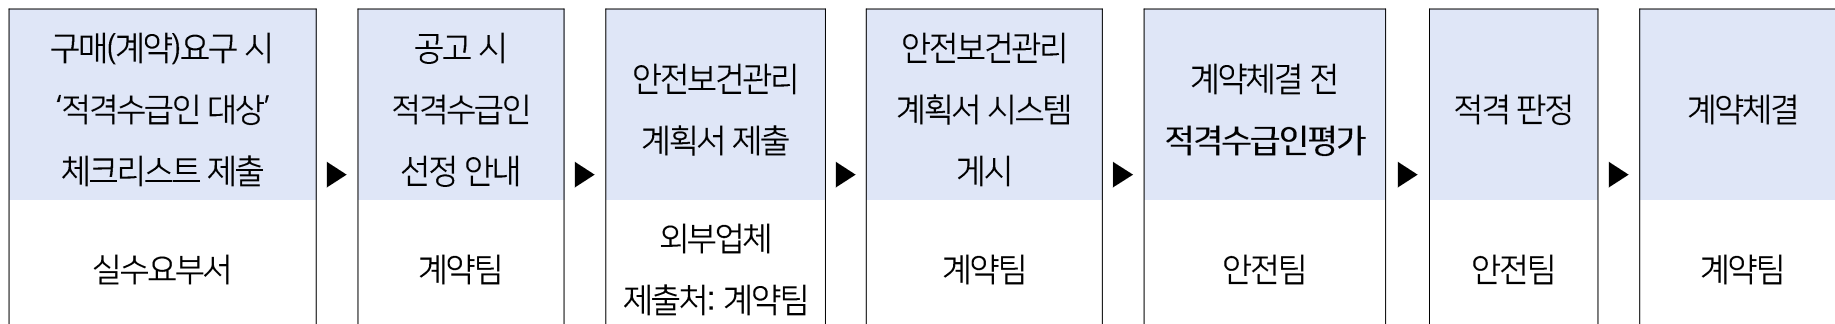 구매(계약)요구 시
‘적격수급인 대상’
체크리스트 제출
실수요부서
공고 시
적격수급인
선정 안내
계약팀
안전보건관리
계획서 제출
외부업체
제출처: 계약팀
안전보건관리
계획서 시스템
게시
계약팀
계약체결 전
적격수급인평가
안전팀
적격 판정
안전팀
계약체결
계약팀